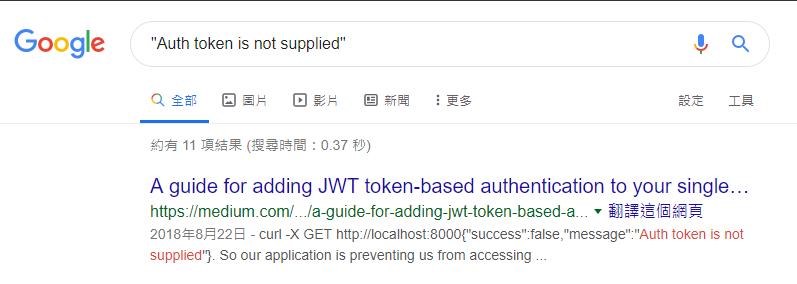 Google "Auth token is not supplied"
全部 圖片 影片 新聞 更多 設定 工具
約有 11 項結果 (搜尋時間：0.37 秒)
A guide for adding JWT token-based authentication to your single…
https://medium.com/.../a-guide-for-adding-jwt-token-based-a... 翻譯這個網頁
2018年8月22日 - curl -X GET http://localhost:8000{"success":false,"message":"Auth token is not
supplied"}. So our application is preventing us from accessing ...